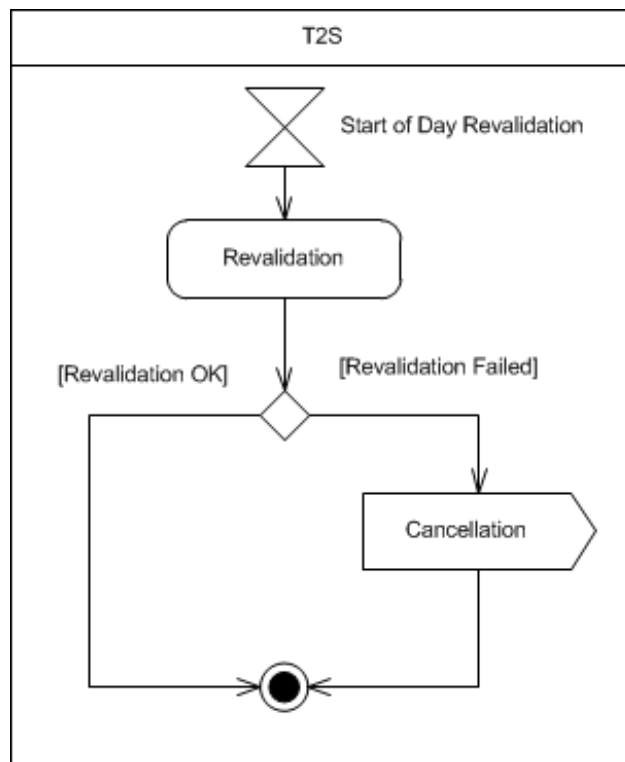 T2S
Start of Day Revalidation
Revalidation
[Revalidation OK]
[Revalidation Failed]
Cancellation